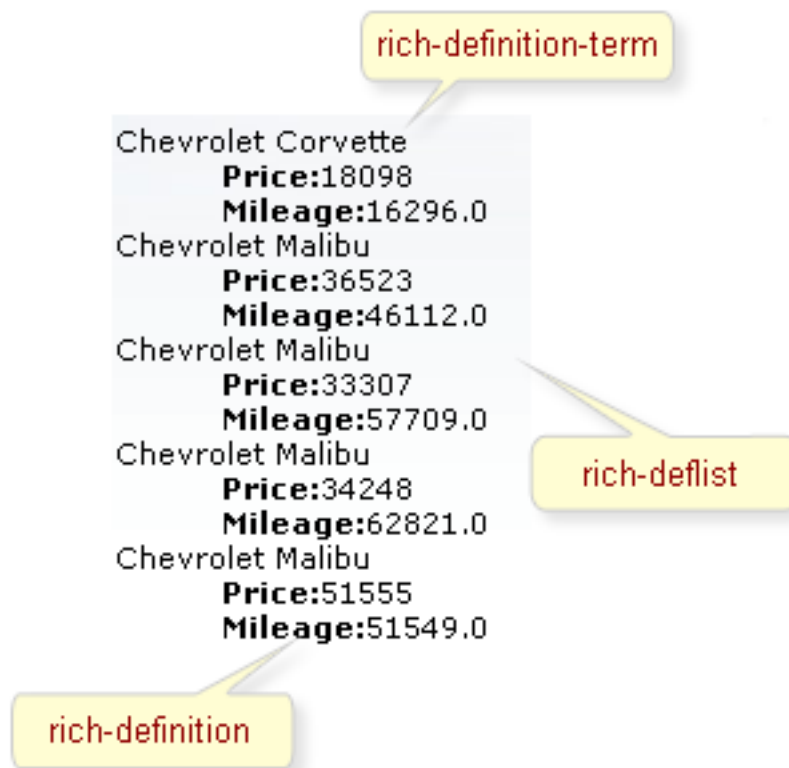 rich-definition-term
Chevrolet Corvette
Price:18098
Mileage:16296.0
Chevrolet Malibu
Price:36523
Mileage:46112.0
Chevrolet Malibu
Price:33307
Mileage:57709.0
Chevrolet Malibu
Price:34248
Mileage:62821.0
rich-deflist
Chevrolet Malibu
Price:51555
Mileage:51549.0
rich-definition